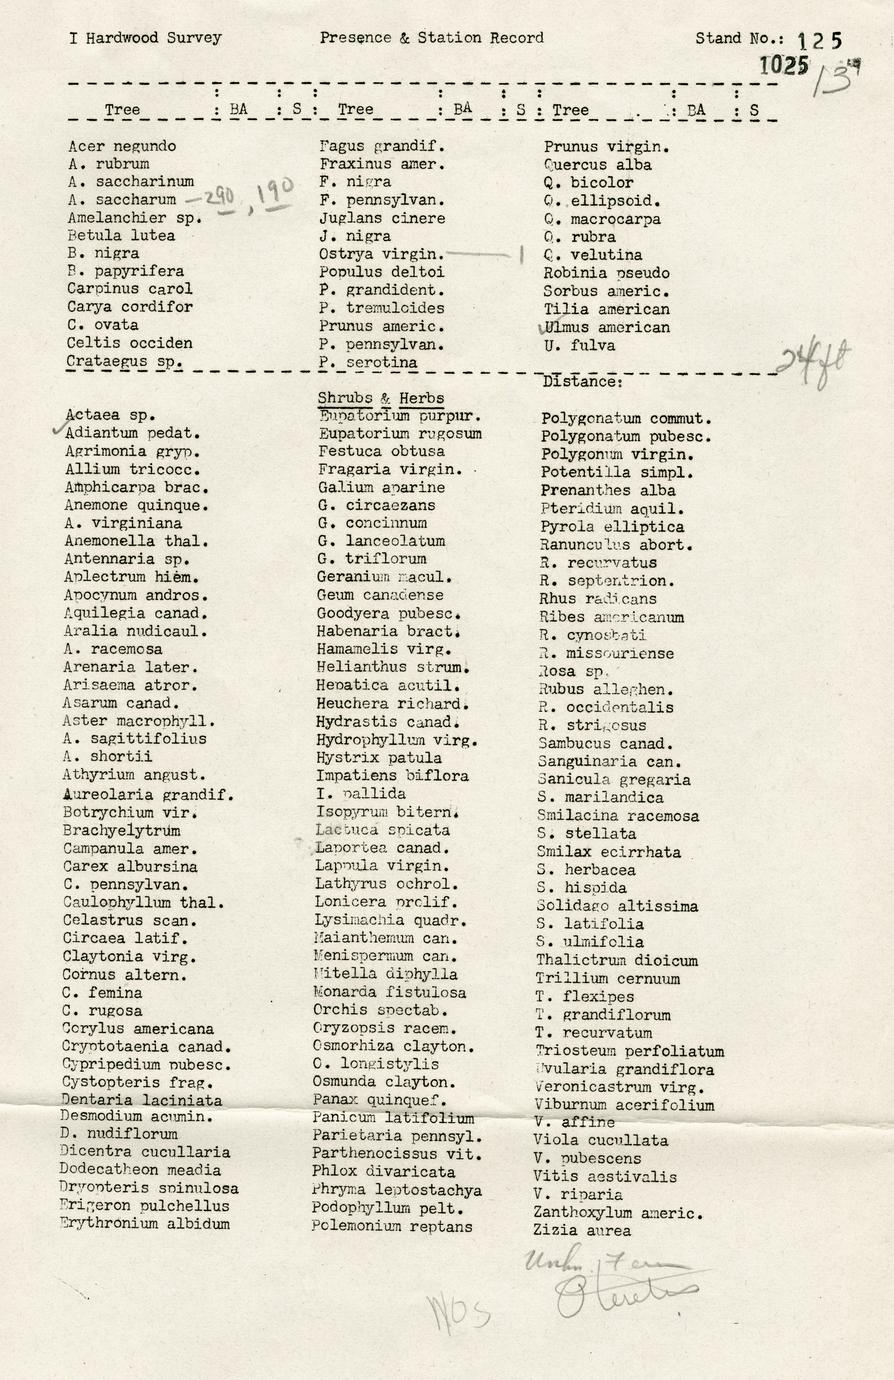 I Hardwood Survey Presence & Station Record Stand No.: 125
1025 13
Tree : BA : S : Tree : BA : S : Tree : BA : S
Acer negundo Fagus grandif. Prunus virgin.
A. rubrum Fraxinus amer. Quercus alba
A. saccharinum F. nigra Q. bicolor
A. saccharum — 290, 190 F. pennsylvan. Q. ellipsoid.
Amelanchier sp. Juglans cinere Q. macrocarpa
Betula lutea J. nigra Q. rubra
B. nigra Ostrya virgin. — 1 Q. velutina
B. papyrifera Populus deltoi Robinia pseudo
Carpinus carol P. grandident. Sorbus americ.
Carya cordifor P. tremulcides Tilia american
C. ovata Prunus americ. ✓Ulmus american
Celtis occiden P. pennsylvan. U. fulva
Crataegus sp. P. serotina
Distance: 24 ft
Shrubs & Herbs
Actaea sp. Eupatorium purpur. Polygonatum commut.
✓Adiantum pedat. Eupatorium rugosum Polygonatum pubesc.
Agrimonia gryp. Festuca obtusa Polygonum virgin.
Allium tricocc. Fragaria virgin. Potentilla simpl.
Amphicarpa brac. Galium aparine Prenanthes alba
Anemone quinque. G. circaezans Pteridium aquil.
A. virginiana G. concinnum Pyrola elliptica
Anemonella thal. G. lanceolatum Ranunculus abort.
Antennaria sp. G. triflorum R. recurvatus
Aplectrum hiem. Geranium macul. R. septentrion.
Apocynum andros. Geum canadense Rhus radicans
Aquilegia canad. Goodyera pubesc. Ribes americanum
Aralia nudicaul. Habenaria bract. R. cynosbati
A. racemosa Hamamelis virg. R. missouriense
Arenaria later. Helianthus strum. Rosa sp.
Arisaema atror. Hepatica acutil. Rubus alleghen.
Asarum canad. Heuchera richard. R. occidentalis
Aster macrophyll. Hydrastis canad. R. strigosus
A. sagittifolius Hydrophyllum virg. Sambucus canad.
A. shortii Hystrix patula Sanguinaria can.
Athyrium angust. Impatiens biflora Sanicula gregaria
Aureolaria grandif. I. pallida S. marilandica
Botrychium vir. Isopyrum bitern. Smilacina racemosa
Brachyelytrum Lactuca spicata S. stellata
Campanula amer. Laportea canad. Smilax ecirrhata
Carex albursina Lappula virgin. S. herbacea
C. pennsylvan. Lathyrus ochrol. S. hispida
Caulophyllum thal. Lonicera prolif. Solidago altissima
Celastrus scan. Lysimachia quadr. S. latifolia
Circaea latif. Maianthemum can. S. ulmifolia
Claytonia virg. Menispermum can. Thalictrum dioicum
Cornus altern. Mitella diphylla Trillium cernuum
C. femina Monarda fistulosa T. flexipes
C. rugosa Orchis spectab. T. grandiflorum
Corylus americana Oryzopsis racem. T. recurvatum
Cryptotaenia canad. Osmorhiza clayton. Triosteum perfoliatum
Cypripedium pubesc. O. longistylis Uvularia grandiflora
Cystopteris frag. Osmunda clayton. Veronicastrum virg.
Dentaria laciniata Panax quinquef. Viburnum acerifolium
Desmodium acumin. Panicum latifolium V. affine
D. nudiflorum Parietaria pennsyl. Viola cucullata
Dicentra cucullaria Parthenocissus vit. V. pubescens
Dodecatheon meadia Phlox divaricata Vitis aestivalis
Dryopteris spinulosa Phryma leptostachya V. riparia
Erigeron pulchellus Podophyllum pelt. Zanthoxylum americ.
Erythronium albidum Polemonium reptans Zizia aurea
Unkn. Fern
NOS